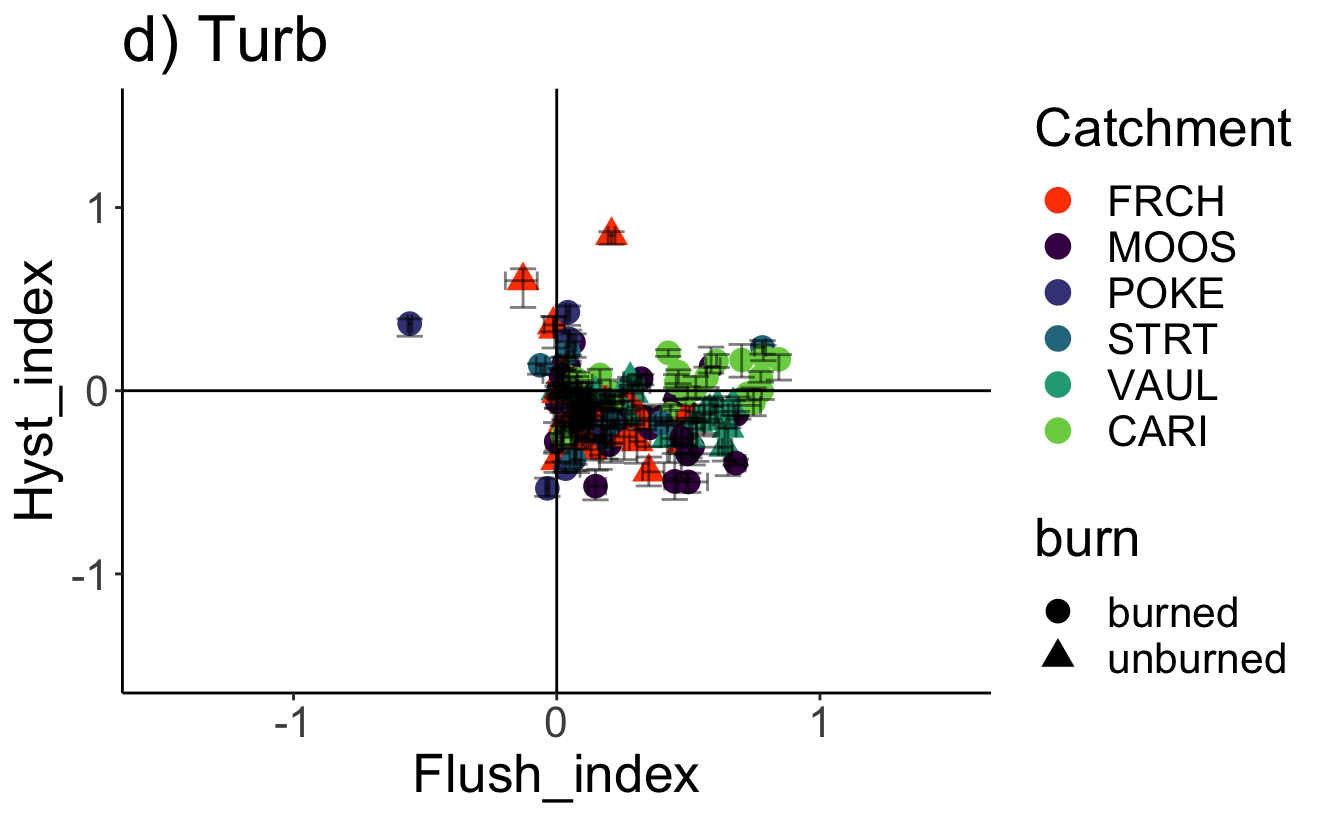 d) Turb
Hyst_index
1
0
-1
-1
0
1
Flush_index
Catchment
FRCH
MOOS
POKE
STRT
VAUL
CARI
burn
burned
unburned